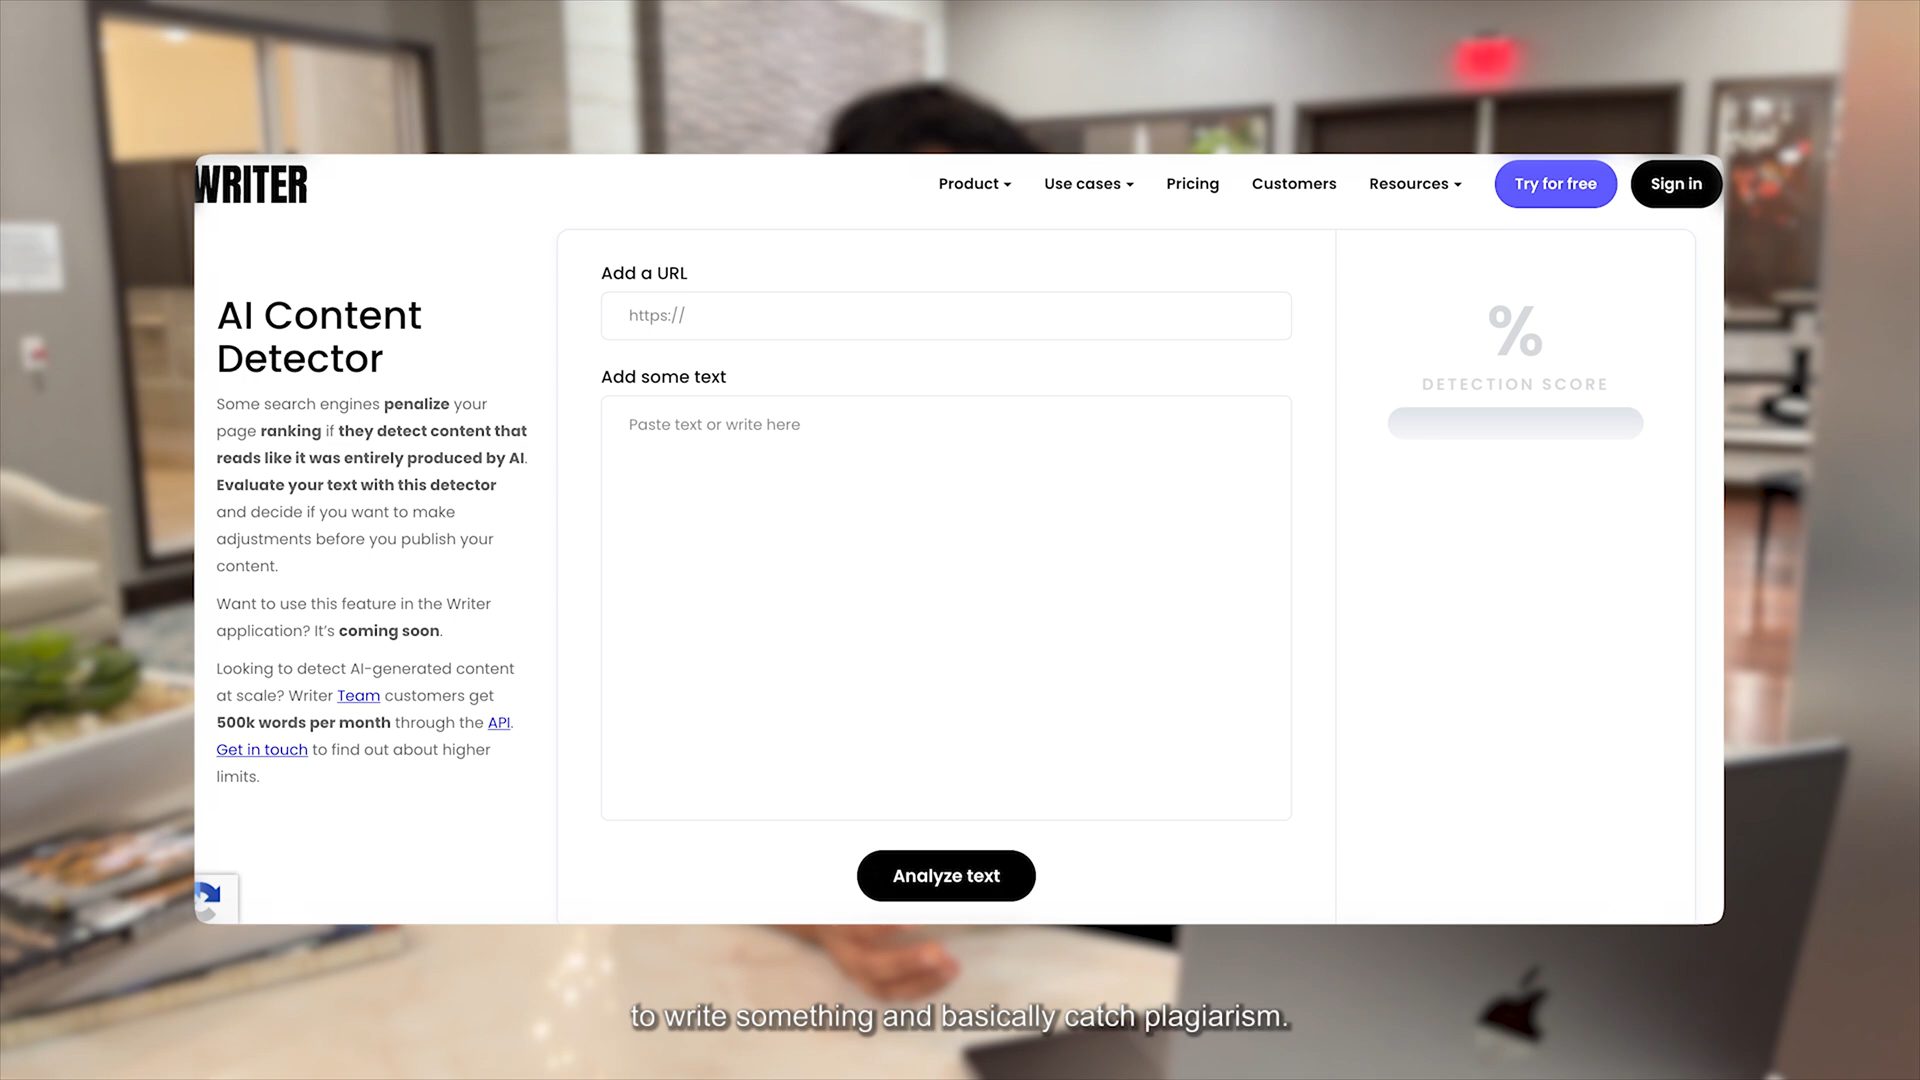 WRITER
Product
Use cases
Pricing
Customers
Resources
Try for free
Sign in
AI Content
Detector
Some search engines penalize your
page ranking if they detect content that
reads like it was entirely produced by AI.
Evaluate your text with this detector
and decide if you want to make
adjustments before you publish your
content.
Want to use this feature in the Writer
application? It's coming soon.
Looking to detect AI-generated content
at scale? Writer Team customers get
500k words per month through the API.
Get in touch to find out about higher
limits.
Add a URL
https://
Add some text
Paste text or write here
Analyze text
%
DETECTION SCORE
to write something and basically catch plagiarism.